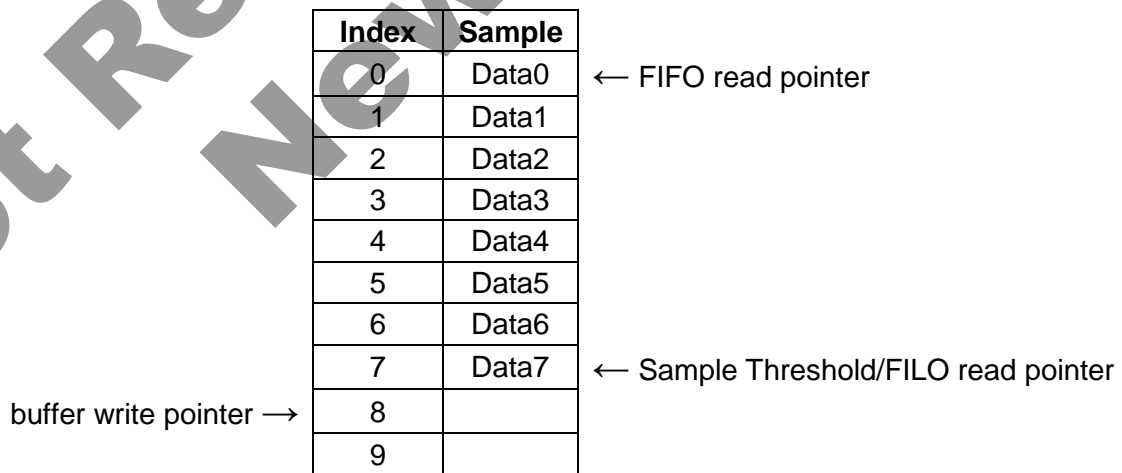 Index Sample
0 Data0 ← FIFO read pointer
1 Data1
2 Data2
3 Data3
4 Data4
5 Data5
6 Data6
7 Data7 ← Sample Threshold/FILO read pointer
buffer write pointer → 8
9